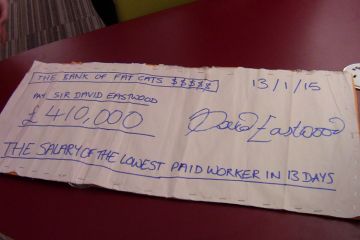 THE BANK OF FAT CATS $$$$$
13/1/15
PAY SIR DAVID EASTWOOD
£410,000
David Eastwood
THE SALARY OF THE LOWEST PAID WORKER IN 13 DAYS